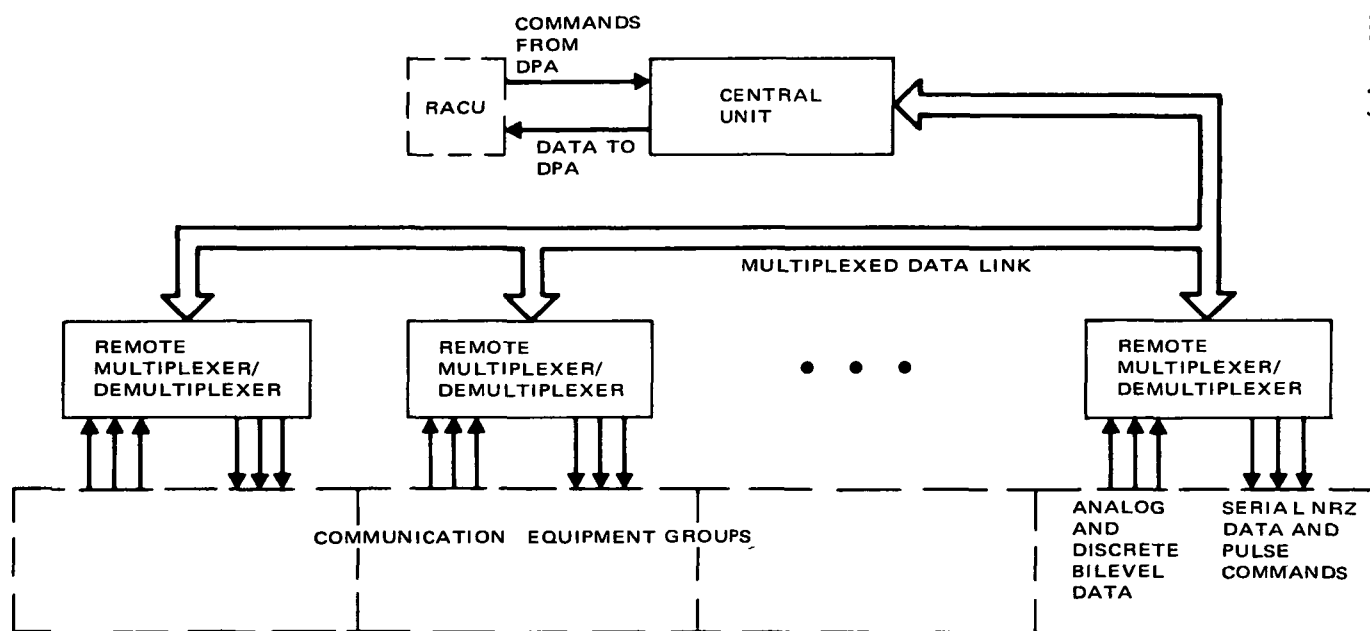 COMMANDS
FROM
DPA
RACU
CENTRAL
UNIT
DATA TO
DPA
MULTIPLEXED DATA LINK
REMOTE
MULTIPLEXER/
DEMULTIPLEXER
REMOTE
MULTIPLEXER/
DEMULTIPLEXER
REMOTE
MULTIPLEXER/
DEMULTIPLEXER
COMMUNICATION EQUIPMENT GROUPS
ANALOG
AND
DISCRETE
BILEVEL
DATA
SERIAL NRZ
DATA AND
PULSE
COMMANDS